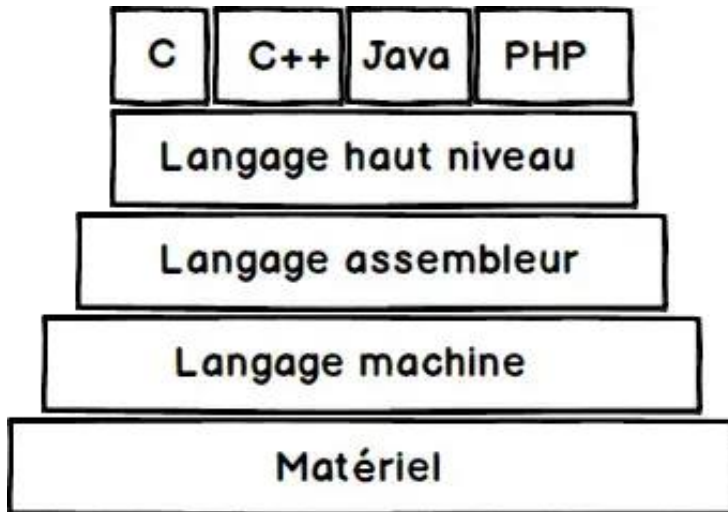 C C++ Java PHP
Langage haut niveau
Langage assembleur
Langage machine
Matériel